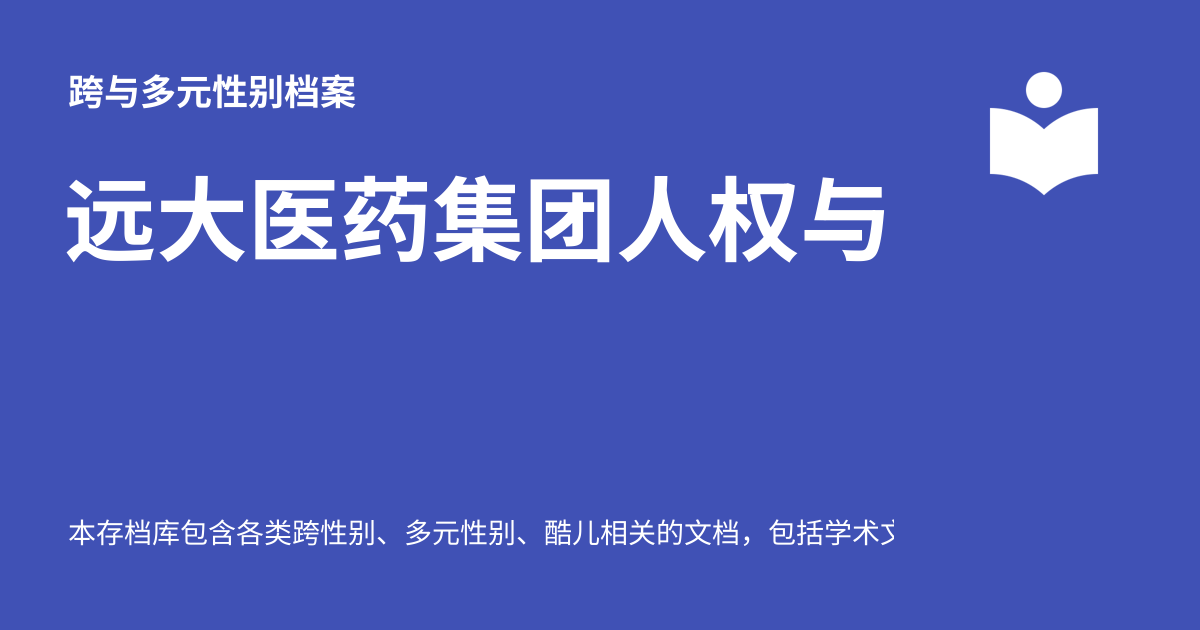 跨与多元性别档案
远大医药集团人权与
本存档库包含各类跨性别、多元性别、酷儿相关的文档，包括学术